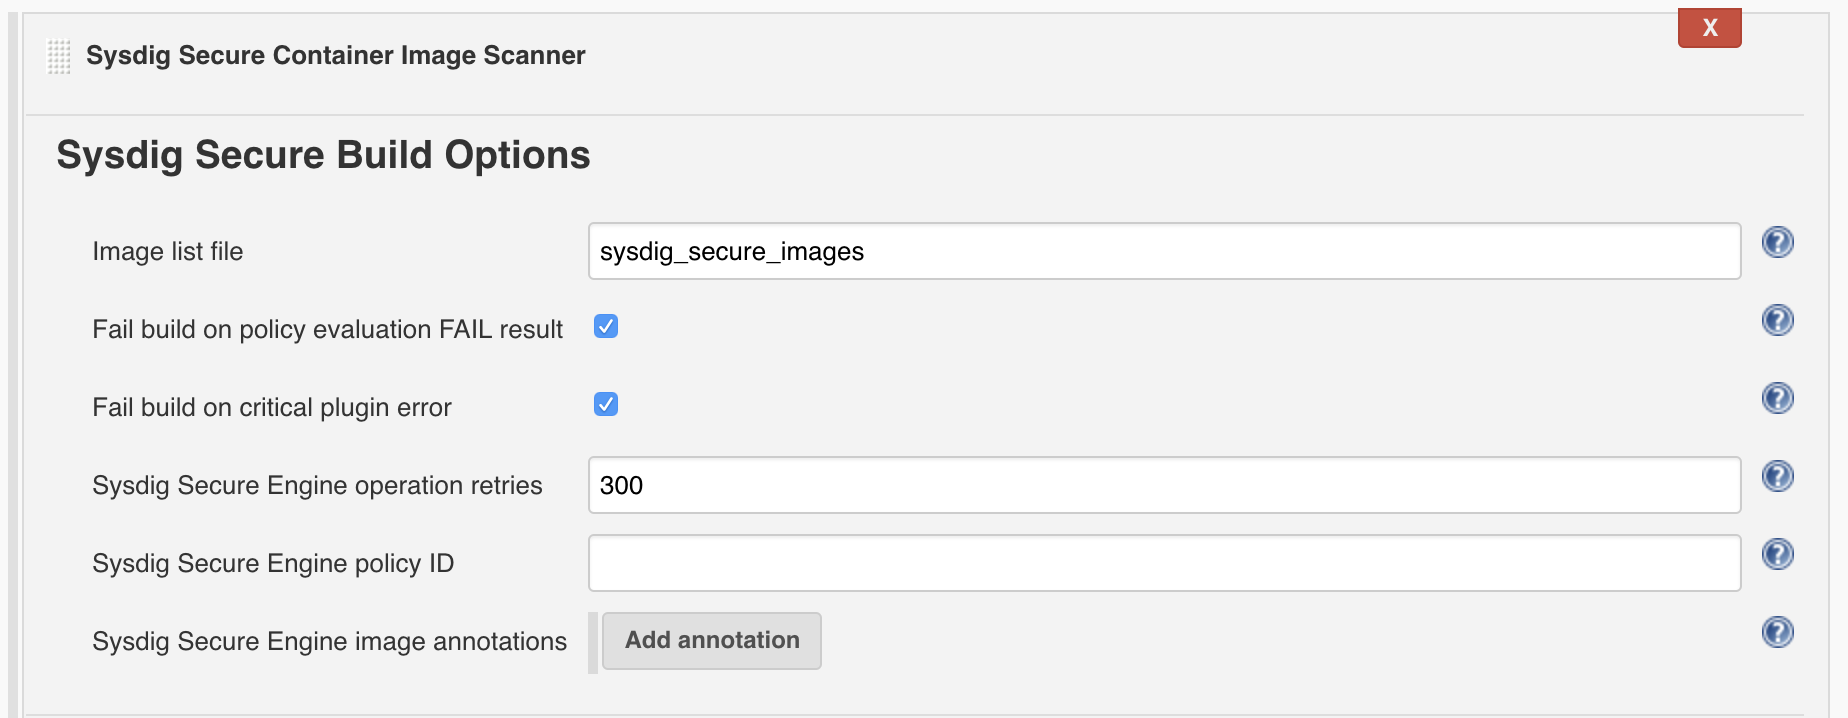 X
Sysdig Secure Container Image Scanner
Sysdig Secure Build Options
Image list file sysdig_secure_images ?
Fail build on policy evaluation FAIL result ?
Fail build on critical plugin error ?
Sysdig Secure Engine operation retries 300 ?
Sysdig Secure Engine policy ID ?
Sysdig Secure Engine image annotations Add annotation ?